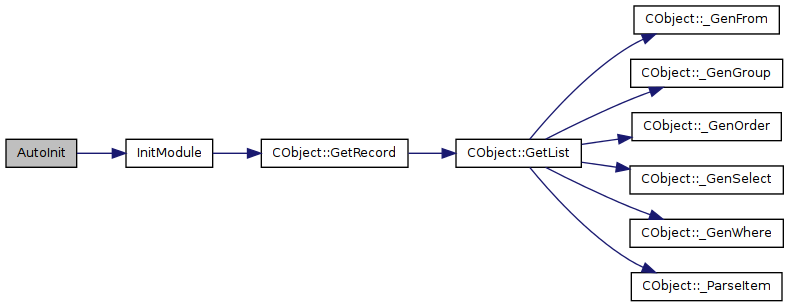 AutoInit
InitModule
CObject::GetRecord
CObject::GetList
CObject::_GenFrom
CObject::_GenGroup
CObject::_GenOrder
CObject::_GenSelect
CObject::_GenWhere
CObject::_ParseItem